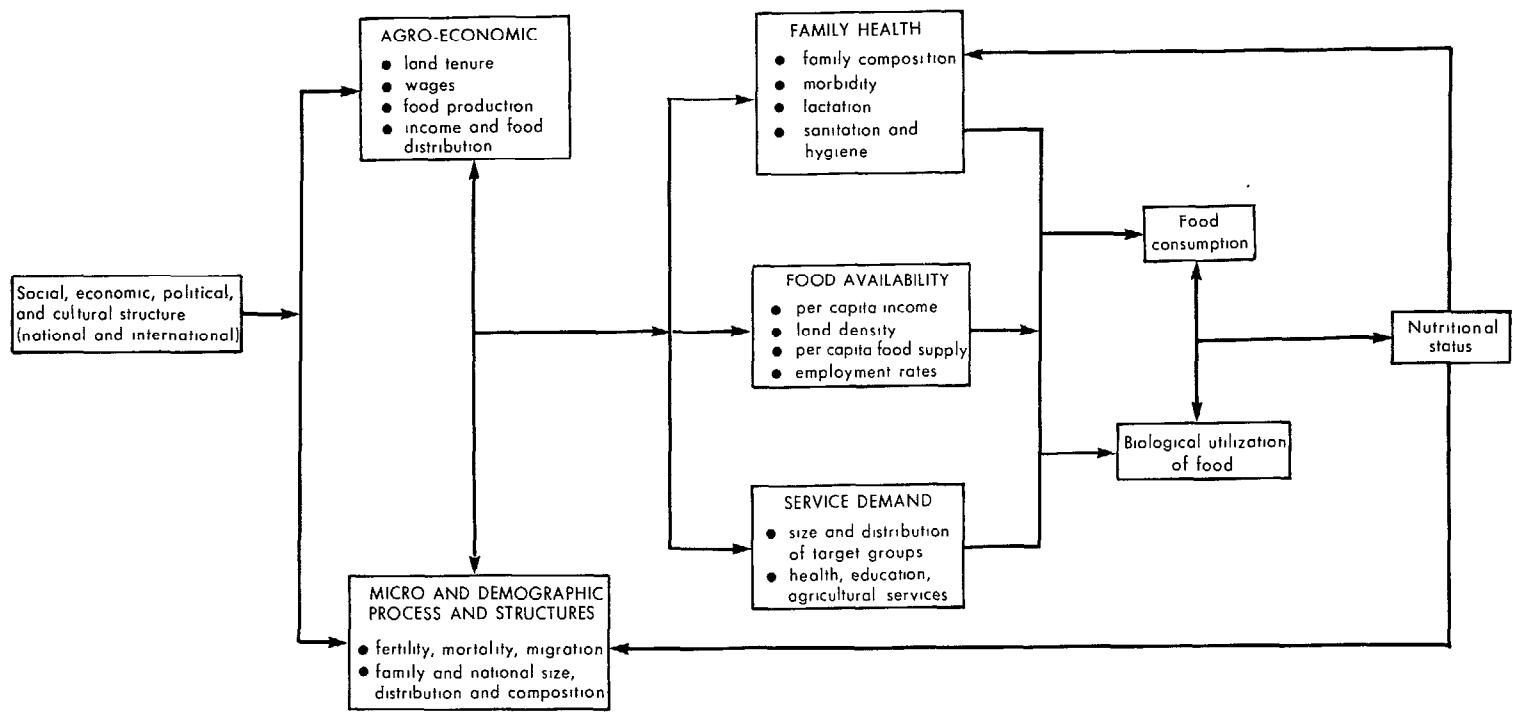 Social, economic, political,
and cultural structure
(national and international)
AGRO-ECONOMIC
● land tenure
● wages
● food production
● income and food
distribution
MICRO AND DEMOGRAPHIC
PROCESS AND STRUCTURES
● fertility, mortality, migration
● family and national size,
distribution and composition
FAMILY HEALTH
● family composition
● morbidity
● lactation
● sanitation and
hygiene
FOOD AVAILABILITY
● per capita income
● land density
● per capita food supply
● employment rates
SERVICE DEMAND
● size and distribution
of target groups
● health, education,
agricultural services
Food
consumption
Biological utilization
of food
Nutritional
status